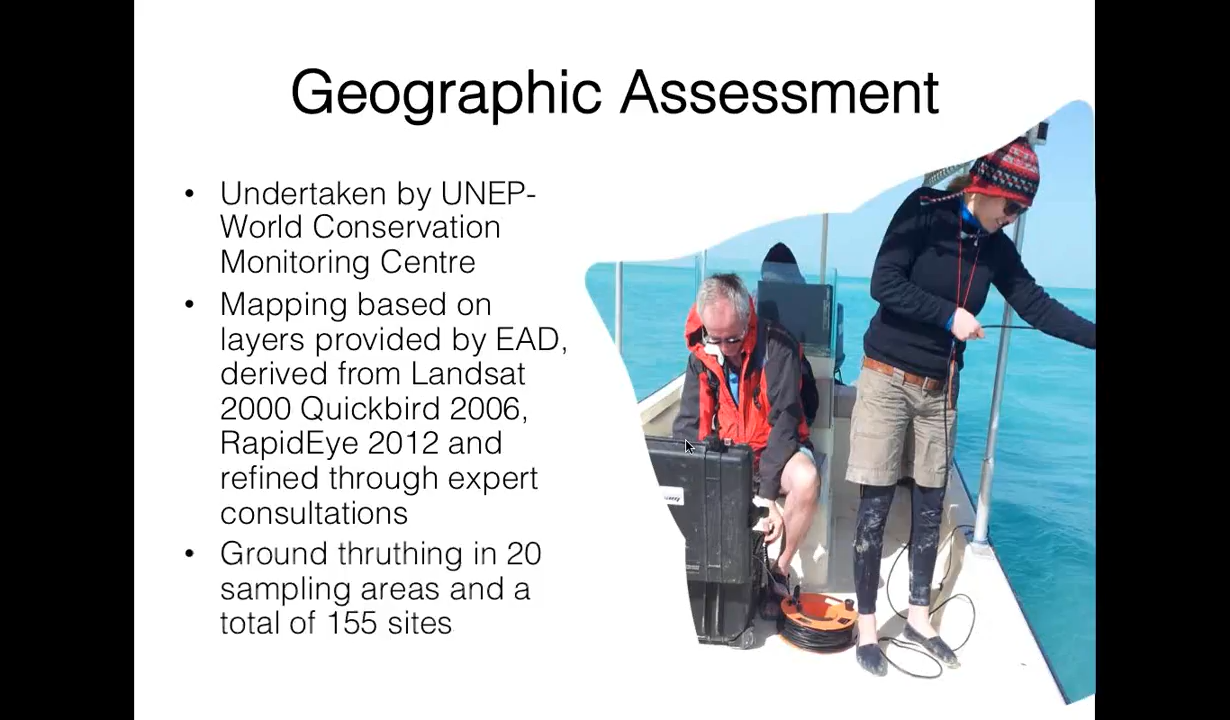 Geographic Assessment
• Undertaken by UNEP-
World Conservation
Monitoring Centre
• Mapping based on
layers provided by EAD,
derived from Landsat
2000 Quickbird 2006,
RapidEye 2012 and
refined through expert
consultations
• Ground thruthing in 20
sampling areas and a
total of 155 sites